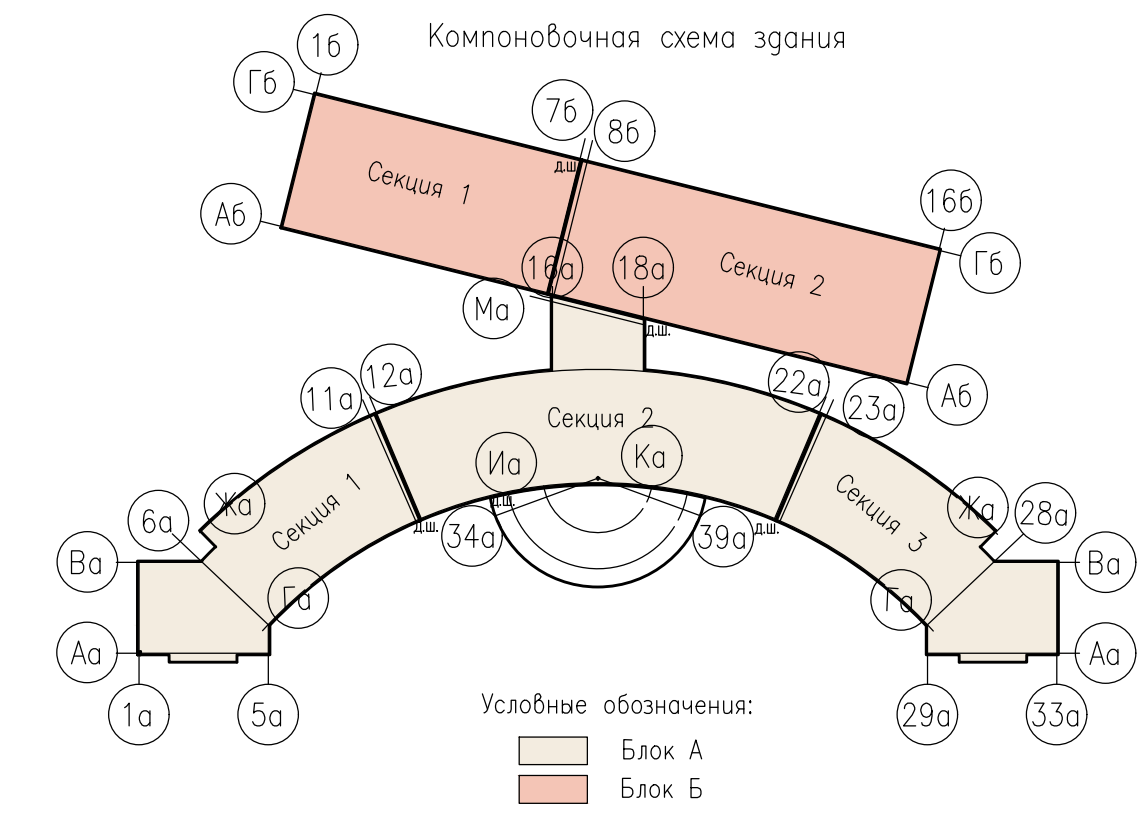 Компоновочная схема здания
1б
Гб
7б
8б
д.ш.
Секция 1
16б
Аб
Гб
16а
18а
Секция 2
Ма
д.ш.
12а
22а
Аб
11а
23а
Секция 2
Иа
Ка
Жа
Секция 1
д.ш.
Секция 3
Жа
6а
д.ш.
34а
39а
д.ш.
28а
Ва
Ва
Га
Га
Аа
Аа
1а
5а
29а
33а
Условные обозначения:
Блок А
Блок Б